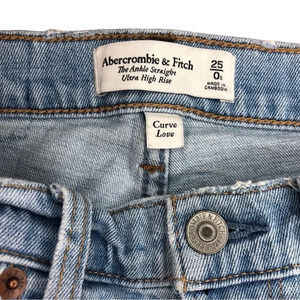 Abercrombie & Fitch
The Ankle Straight
Ultra High Rise
25
0s
MADE IN
CAMBODIA
Curve
Love